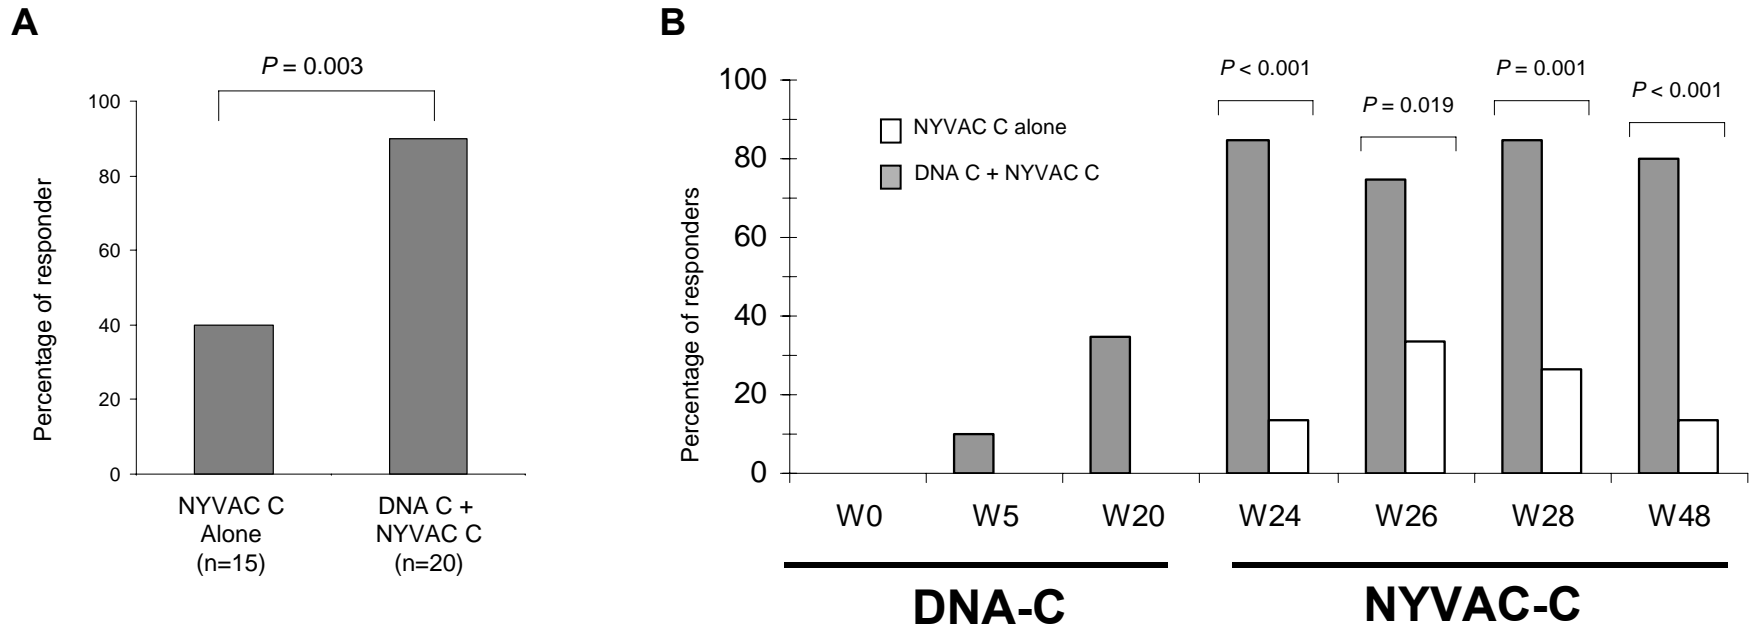 A
P = 0.003
100
80
60
40
20
0
Percentage of responder
NYVAC C
Alone
(n=15)
DNA C +
NYVAC C
(n=20)
B
P < 0.001
P = 0.019
P = 0.001
P < 0.001
NYVAC C alone
DNA C + NYVAC C
100
80
60
40
20
0
Percentage of responders
W0 W5 W20 W24 W26 W28 W48
DNA-C NYVAC-C